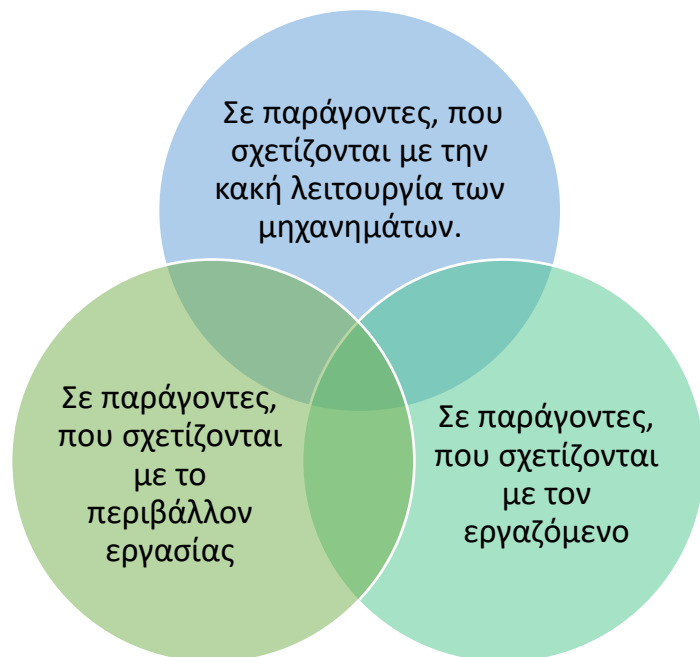 Σε παράγοντες, που
σχετίζονται με την
κακή λειτουργία των
μηχανημάτων.
Σε παράγοντες,
που σχετίζονται
με το
περιβάλλον
εργασίας
Σε παράγοντες,
που σχετίζονται
με τον
εργαζόμενο